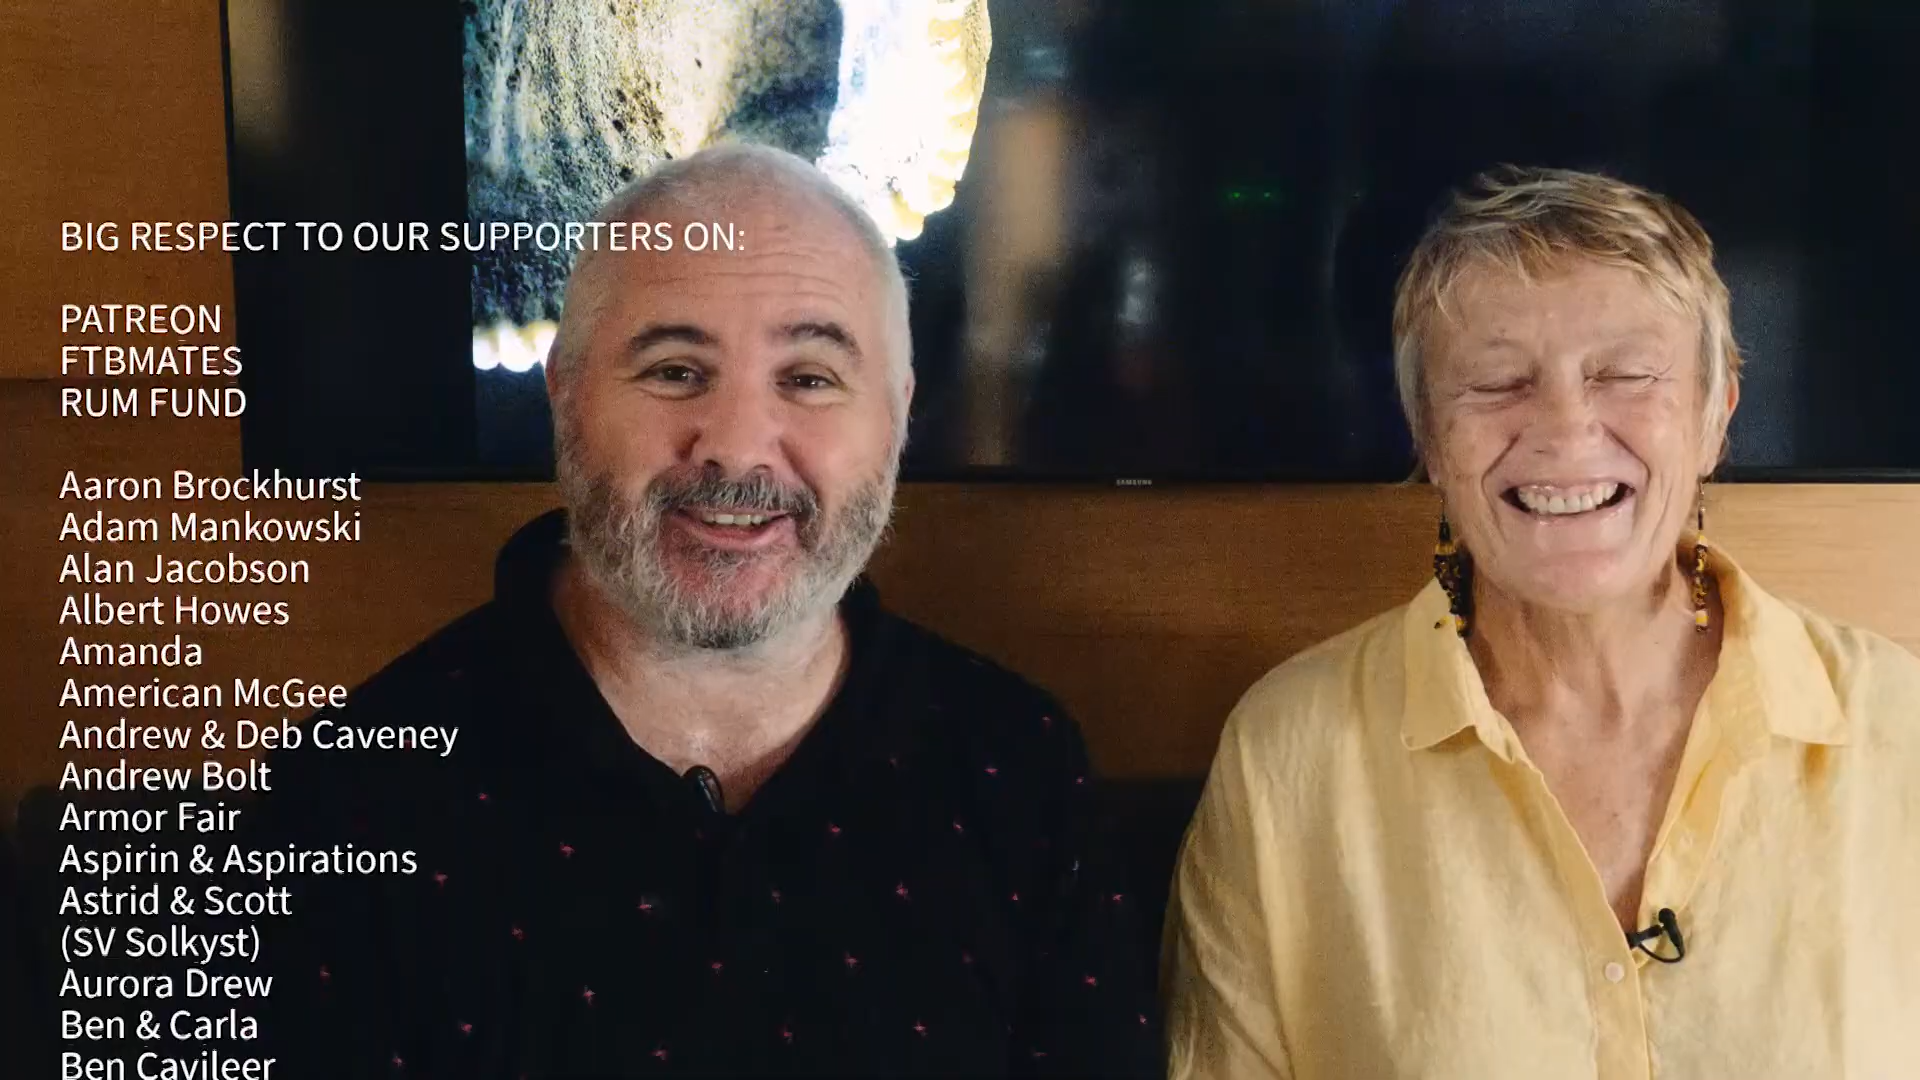 BIG RESPECT TO OUR SUPPORTERS ON:
PATREON
FTBMATES
RUM FUND
Aaron Brockhurst
Adam Mankowski
Alan Jacobson
Albert Howes
Amanda
American McGee
Andrew & Deb Caveney
Andrew Bolt
Armor Fair
Aspirin & Aspirations
Astrid & Scott
(SV Solkyst)
Aurora Drew
Ben & Carla
Ben Cavileer
SAMSUNG